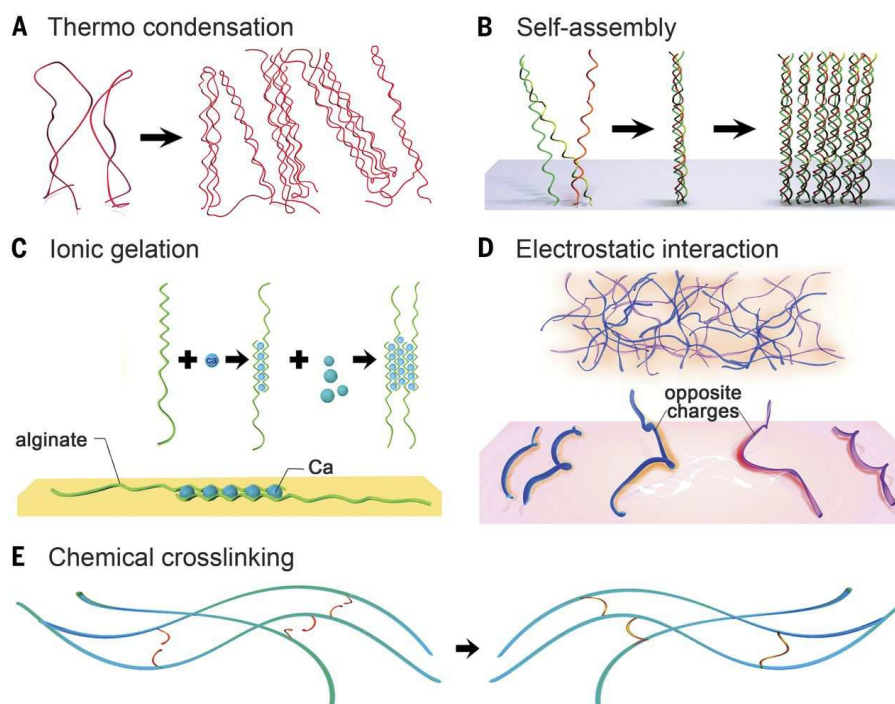 A Thermo condensation
B Self-assembly
C Ionic gelation
ca
alginate
Ca
D Electrostatic interaction
opposite
charges
E Chemical crosslinking